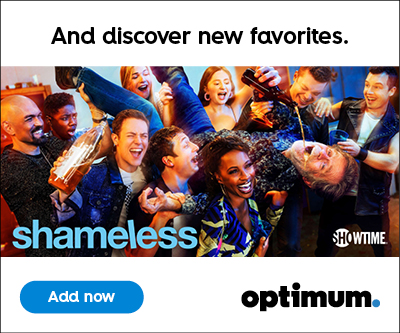 And discover new favorites.
shameless
SHOWTIME
Add now
optimum.